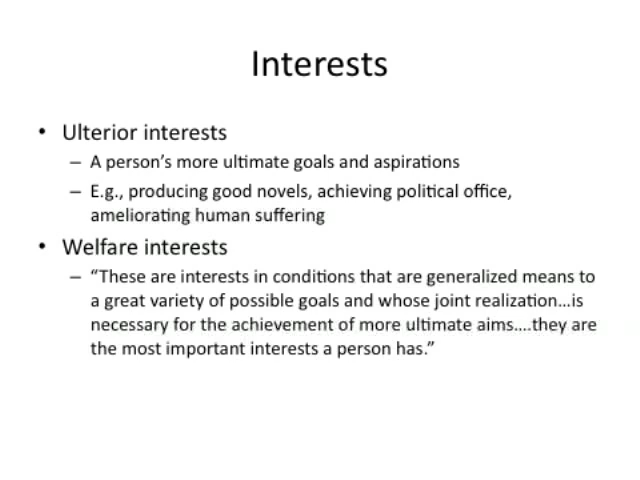 Interests
• Ulterior interests
– A person's more ultimate goals and aspirations
– E.g., producing good novels, achieving political office,
ameliorating human suffering
• Welfare interests
– “These are interests in conditions that are generalized means to
a great variety of possible goals and whose joint realization…is
necessary for the achievement of more ultimate aims….they are
the most important interests a person has.”